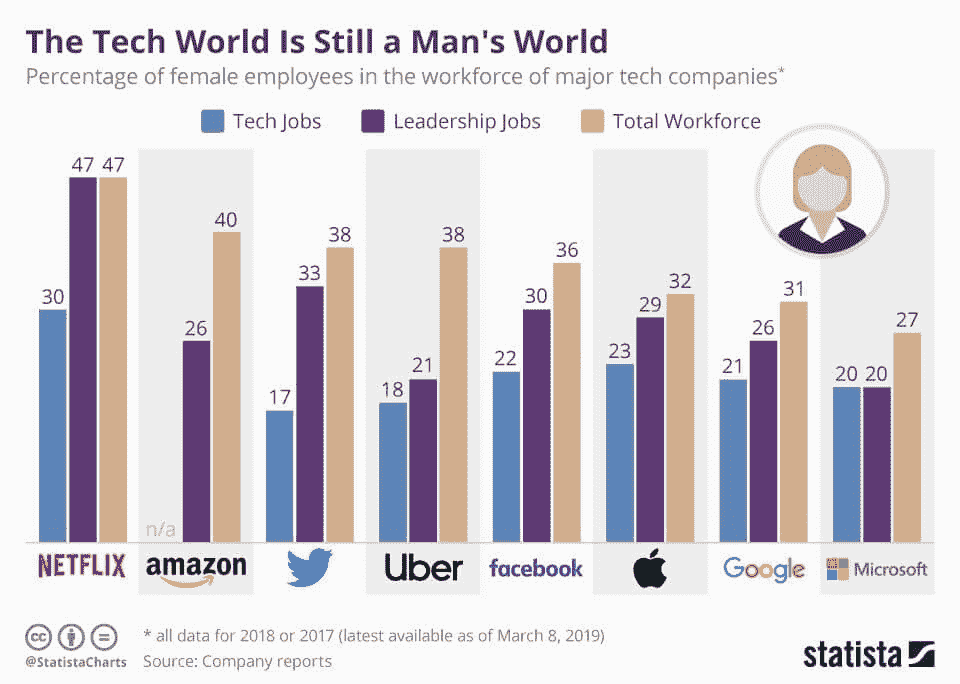 The Tech World Is Still a Man's World
Percentage of female employees in the workforce of major tech companies*
Tech Jobs Leadership Jobs Total Workforce
30 47 47
n/a 26 40
17 33 38
18 21 38
22 30 36
23 29 32
21 26 31
20 20 27
NETFLIX amazon Uber facebook Google Microsoft
cc
@StatistaCharts
* all data for 2018 or 2017 (latest available as of March 8, 2019)
Source: Company reports
statista